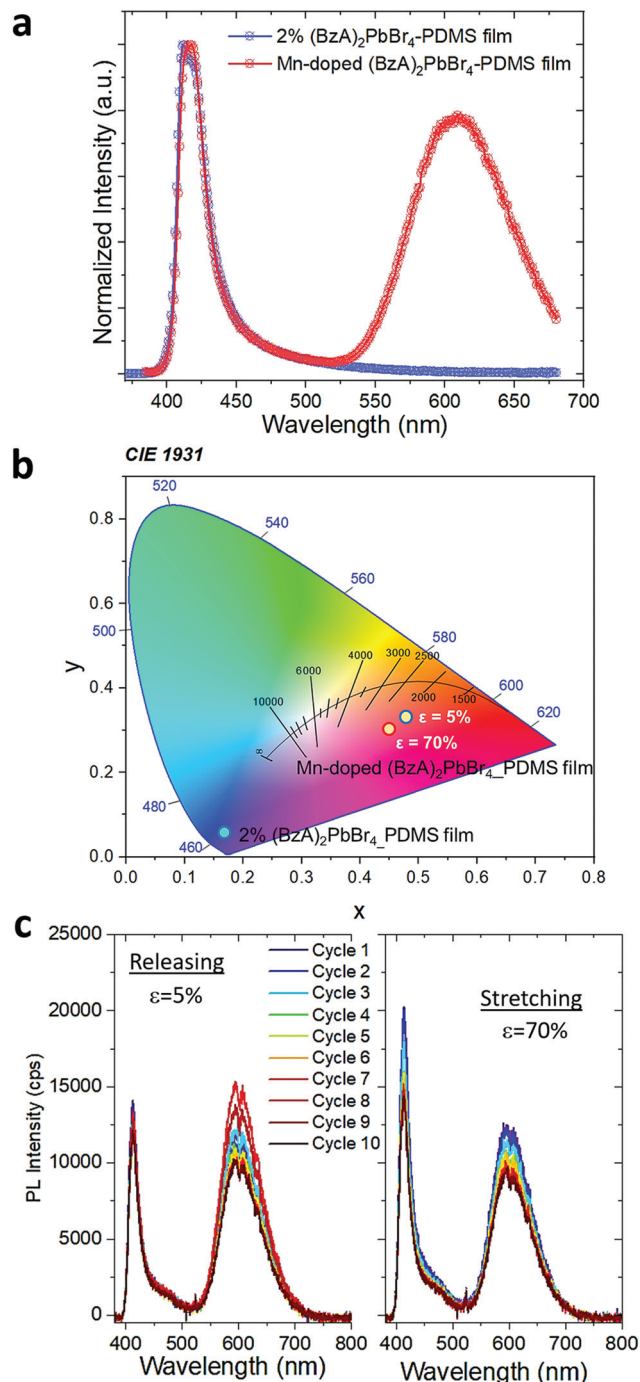 a
2% (BzA)₂PbBr₄-PDMS film
Mn-doped (BzA)₂PbBr₄-PDMS film
Normalized Intensity (a.u.)
400 450 500 550 600 650 700
Wavelength (nm)
CIE 1931
b
520
540
560
580
600
620
500
480
460
0.8
0.6
0.4
0.2
0.0
y
10000
6000
4000
3000
2500
2000
1500
∞
ε = 5%
ε = 70%
Mn-doped (BzA)₂PbBr₄_PDMS film
2% (BzA)₂PbBr₄_PDMS film
0.0 0.1 0.2 0.3 0.4 0.5 0.6 0.7 0.8
x
c
25000
20000
15000
10000
5000
0
PL Intensity (cps)
Releasing
ε=5%
Cycle 1
Cycle 2
Cycle 3
Cycle 4
Cycle 5
Cycle 6
Cycle 7
Cycle 8
Cycle 9
Cycle 10
Stretching
ε=70%
400 500 600 700 800
400 500 600 700 800
Wavelength (nm)
Wavelength (nm)